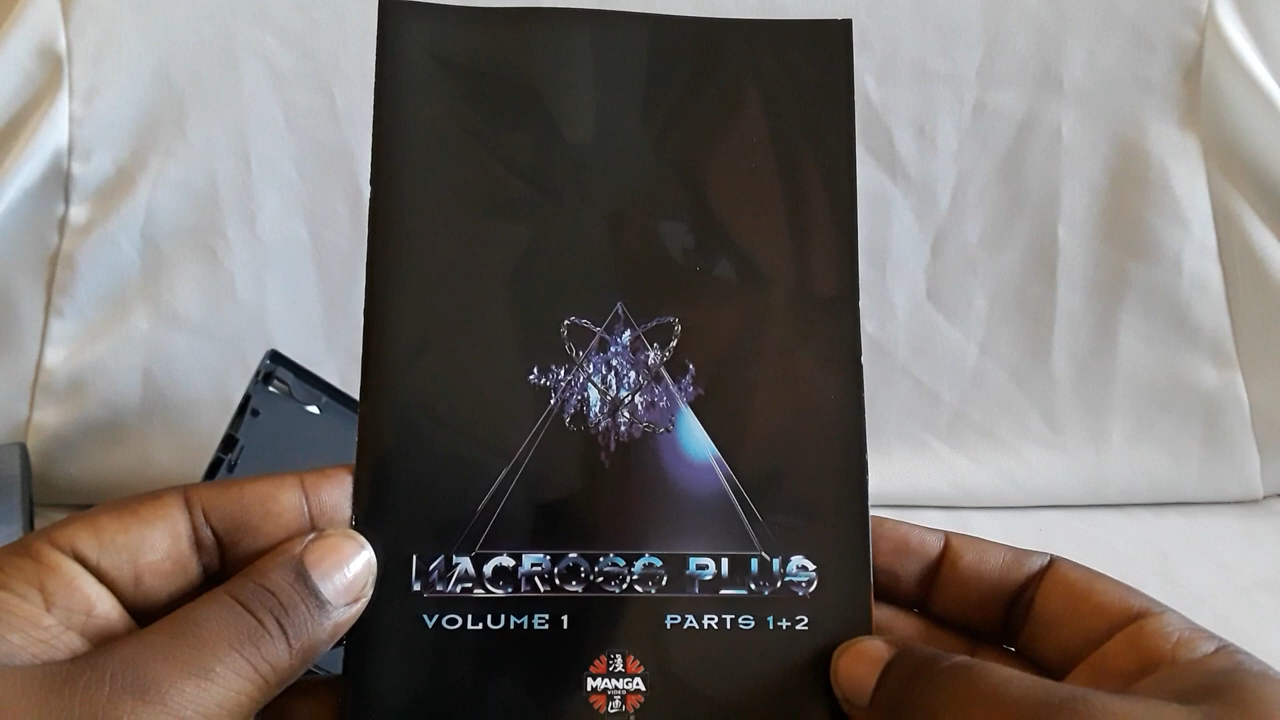 MACROSS PLUS
VOLUME 1 PARTS 1+2
漫
MANGA
VIDEO
画